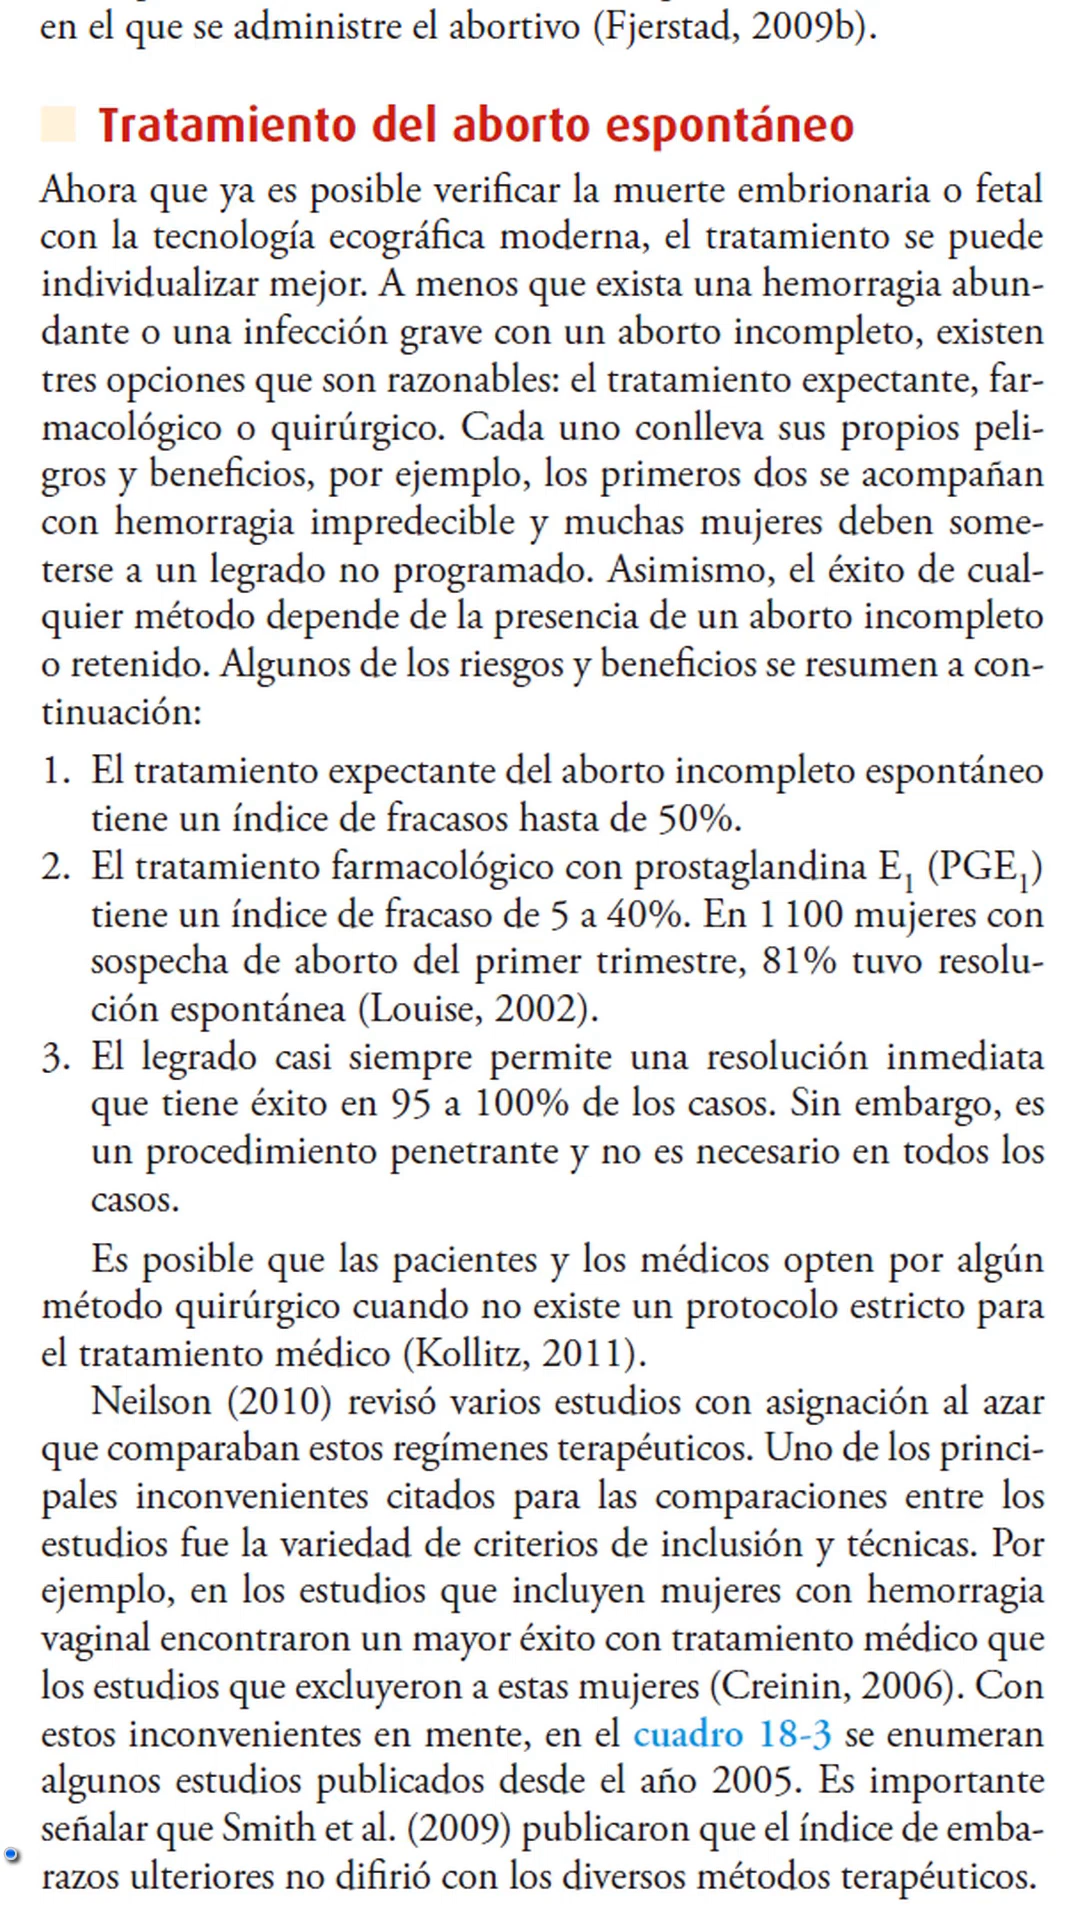 en el que se administre el abortivo (Fjerstad, 2009b).
Tratamiento del aborto espontáneo
Ahora que ya es posible verificar la muerte embrionaria o fetal
con la tecnología ecográfica moderna, el tratamiento se puede
individualizar mejor. A menos que exista una hemorragia abun-
dante o una infección grave con un aborto incompleto, existen
tres opciones que son razonables: el tratamiento expectante, far-
macológico o quirúrgico. Cada uno conlleva sus propios peli-
gros y beneficios, por ejemplo, los primeros dos se acompañan
con hemorragia impredecible y muchas mujeres deben some-
terse a un legrado no programado. Asimismo, el éxito de cual-
quier método depende de la presencia de un aborto incompleto
o retenido. Algunos de los riesgos y beneficios se resumen a con-
tinuación:
1. El tratamiento expectante del aborto incompleto espontáneo
tiene un índice de fracasos hasta de 50%.
2. El tratamiento farmacológico con prostaglandina E₁ (PGE₁)
tiene un índice de fracaso de 5 a 40%. En 1 100 mujeres con
sospecha de aborto del primer trimestre, 81% tuvo resolu-
ción espontánea (Louise, 2002).
3. El legrado casi siempre permite una resolución inmediata
que tiene éxito en 95 a 100% de los casos. Sin embargo, es
un procedimiento penetrante y no es necesario en todos los
casos.
Es posible que las pacientes y los médicos opten por algún
método quirúrgico cuando no existe un protocolo estricto para
el tratamiento médico (Kollitz, 2011).
Neilson (2010) revisó varios estudios con asignación al azar
que comparaban estos regímenes terapéuticos. Uno de los princi-
pales inconvenientes citados para las comparaciones entre los
estudios fue la variedad de criterios de inclusión y técnicas. Por
ejemplo, en los estudios que incluyen mujeres con hemorragia
vaginal encontraron un mayor éxito con tratamiento médico que
los estudios que excluyeron a estas mujeres (Creinin, 2006). Con
estos inconvenientes en mente, en el cuadro 18-3 se enumeran
algunos estudios publicados desde el año 2005. Es importante
señalar que Smith et al. (2009) publicaron que el índice de emba-
razos ulteriores no difirió con los diversos métodos terapéuticos.